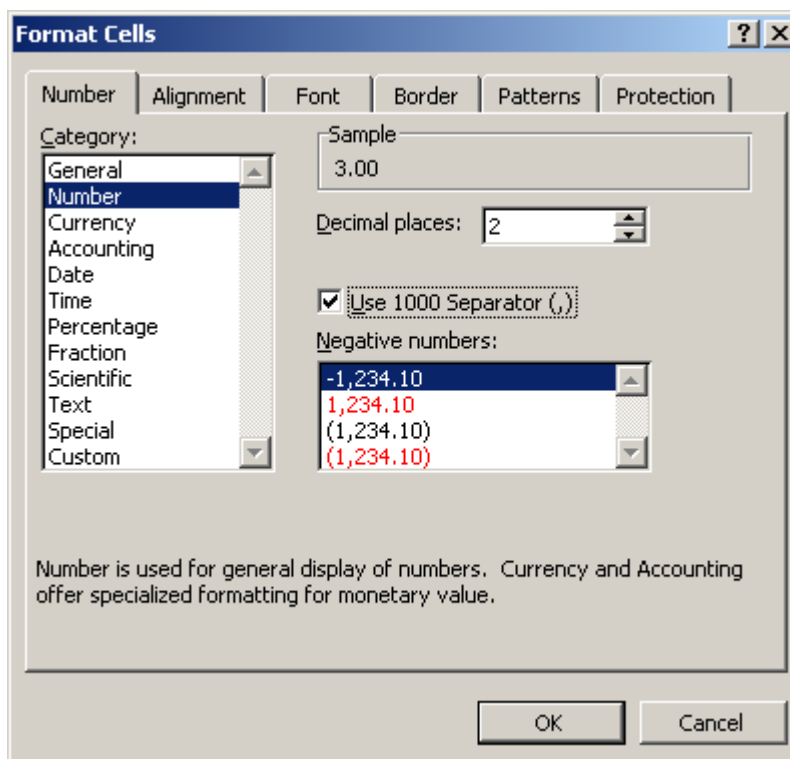 Format Cells
Number Alignment Font Border Patterns Protection
Category:
General
Number
Currency
Accounting
Date
Time
Percentage
Fraction
Scientific
Text
Special
Custom
Sample
3.00
Decimal places: 2
Use 1000 Separator (,)
Negative numbers:
-1,234.10
1,234.10
(1,234.10)
(1,234.10)
Number is used for general display of numbers. Currency and Accounting
offer specialized formatting for monetary value.
OK Cancel